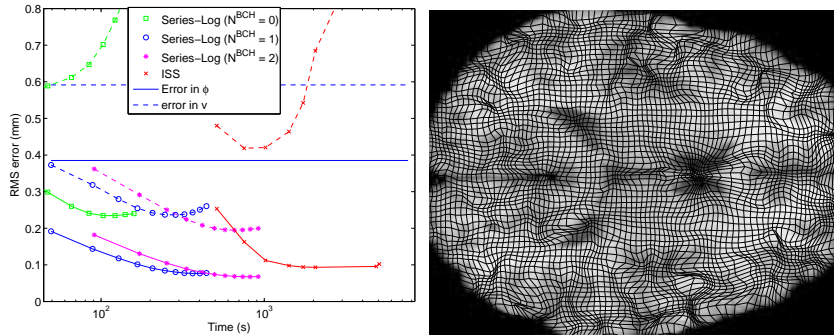 0.8
0.7
0.6
0.5
0.4
0.3
0.2
0.1
0
RMS error (mm)
10^2
10^3
Time (s)
Series-Log (N^BCH = 0)
Series-Log (N^BCH = 1)
Series-Log (N^BCH = 2)
ISS
Error in ϕ
error in v